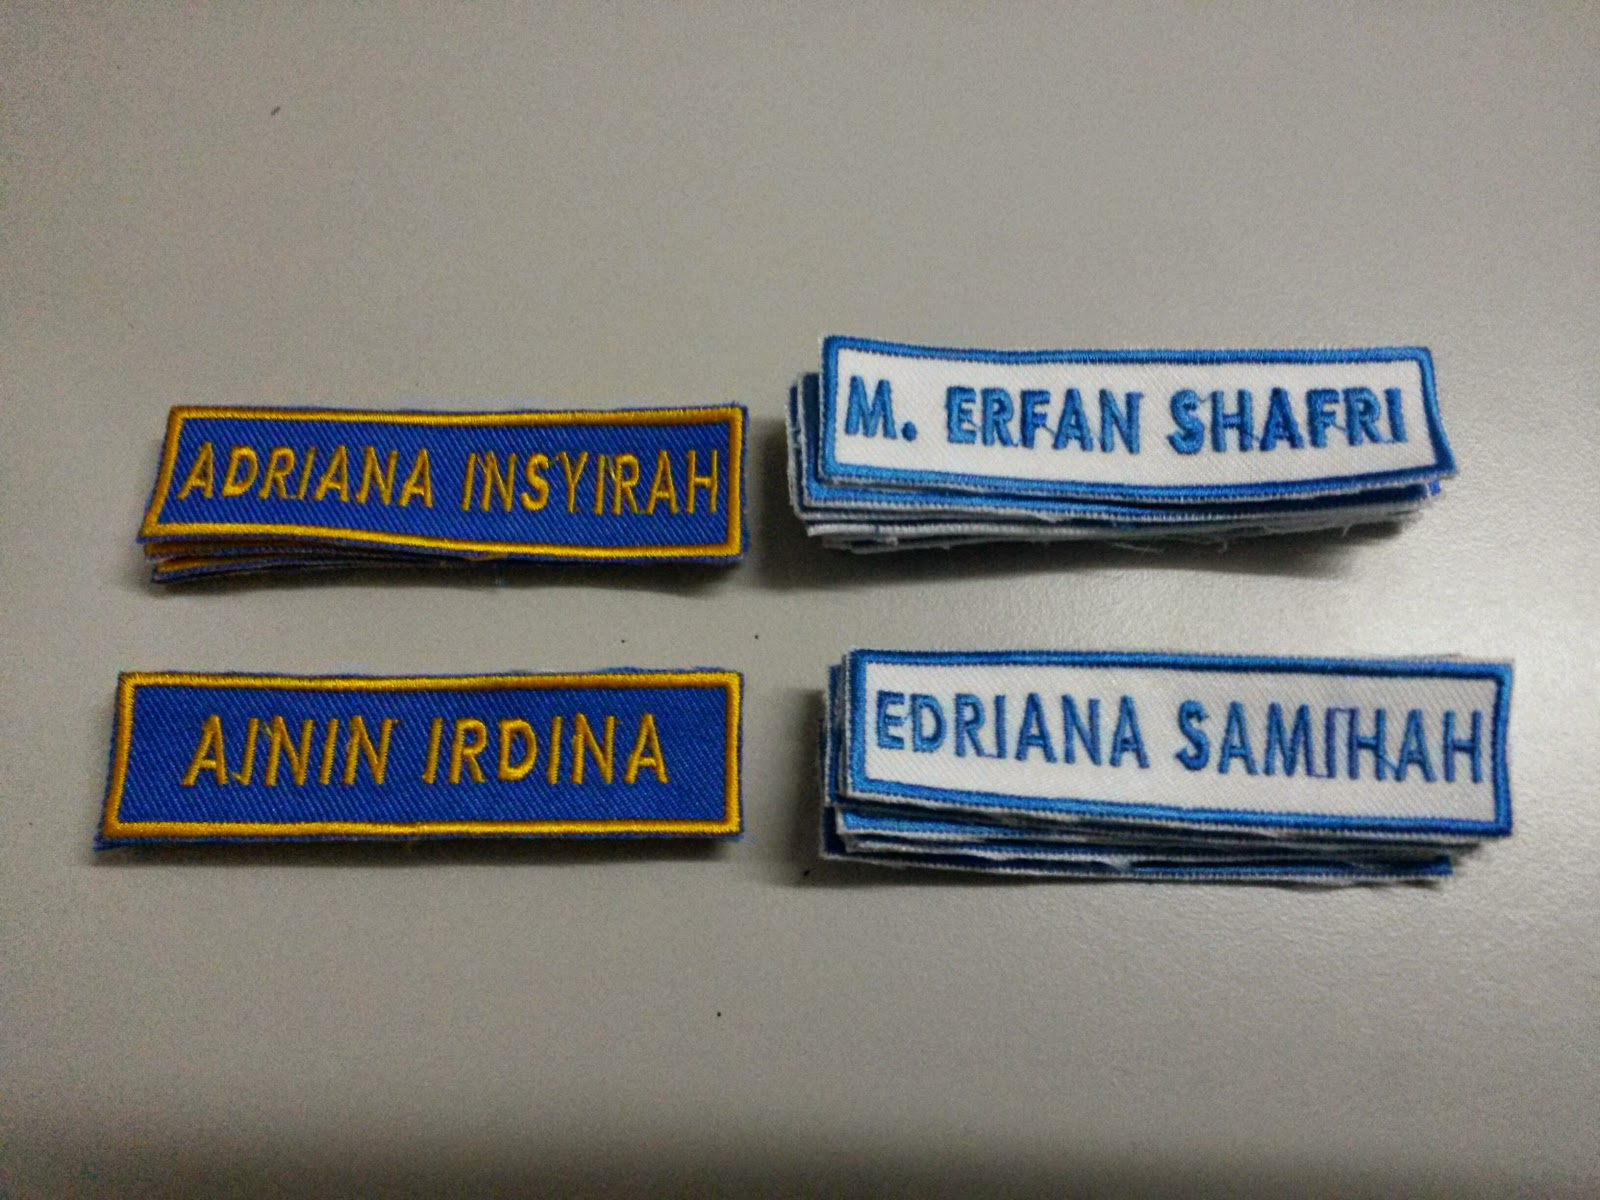 ADRIANA INSYIRAH
M. ERFAN SHAFRI
AININ IRDINA
EDRIANA SAMIHAH